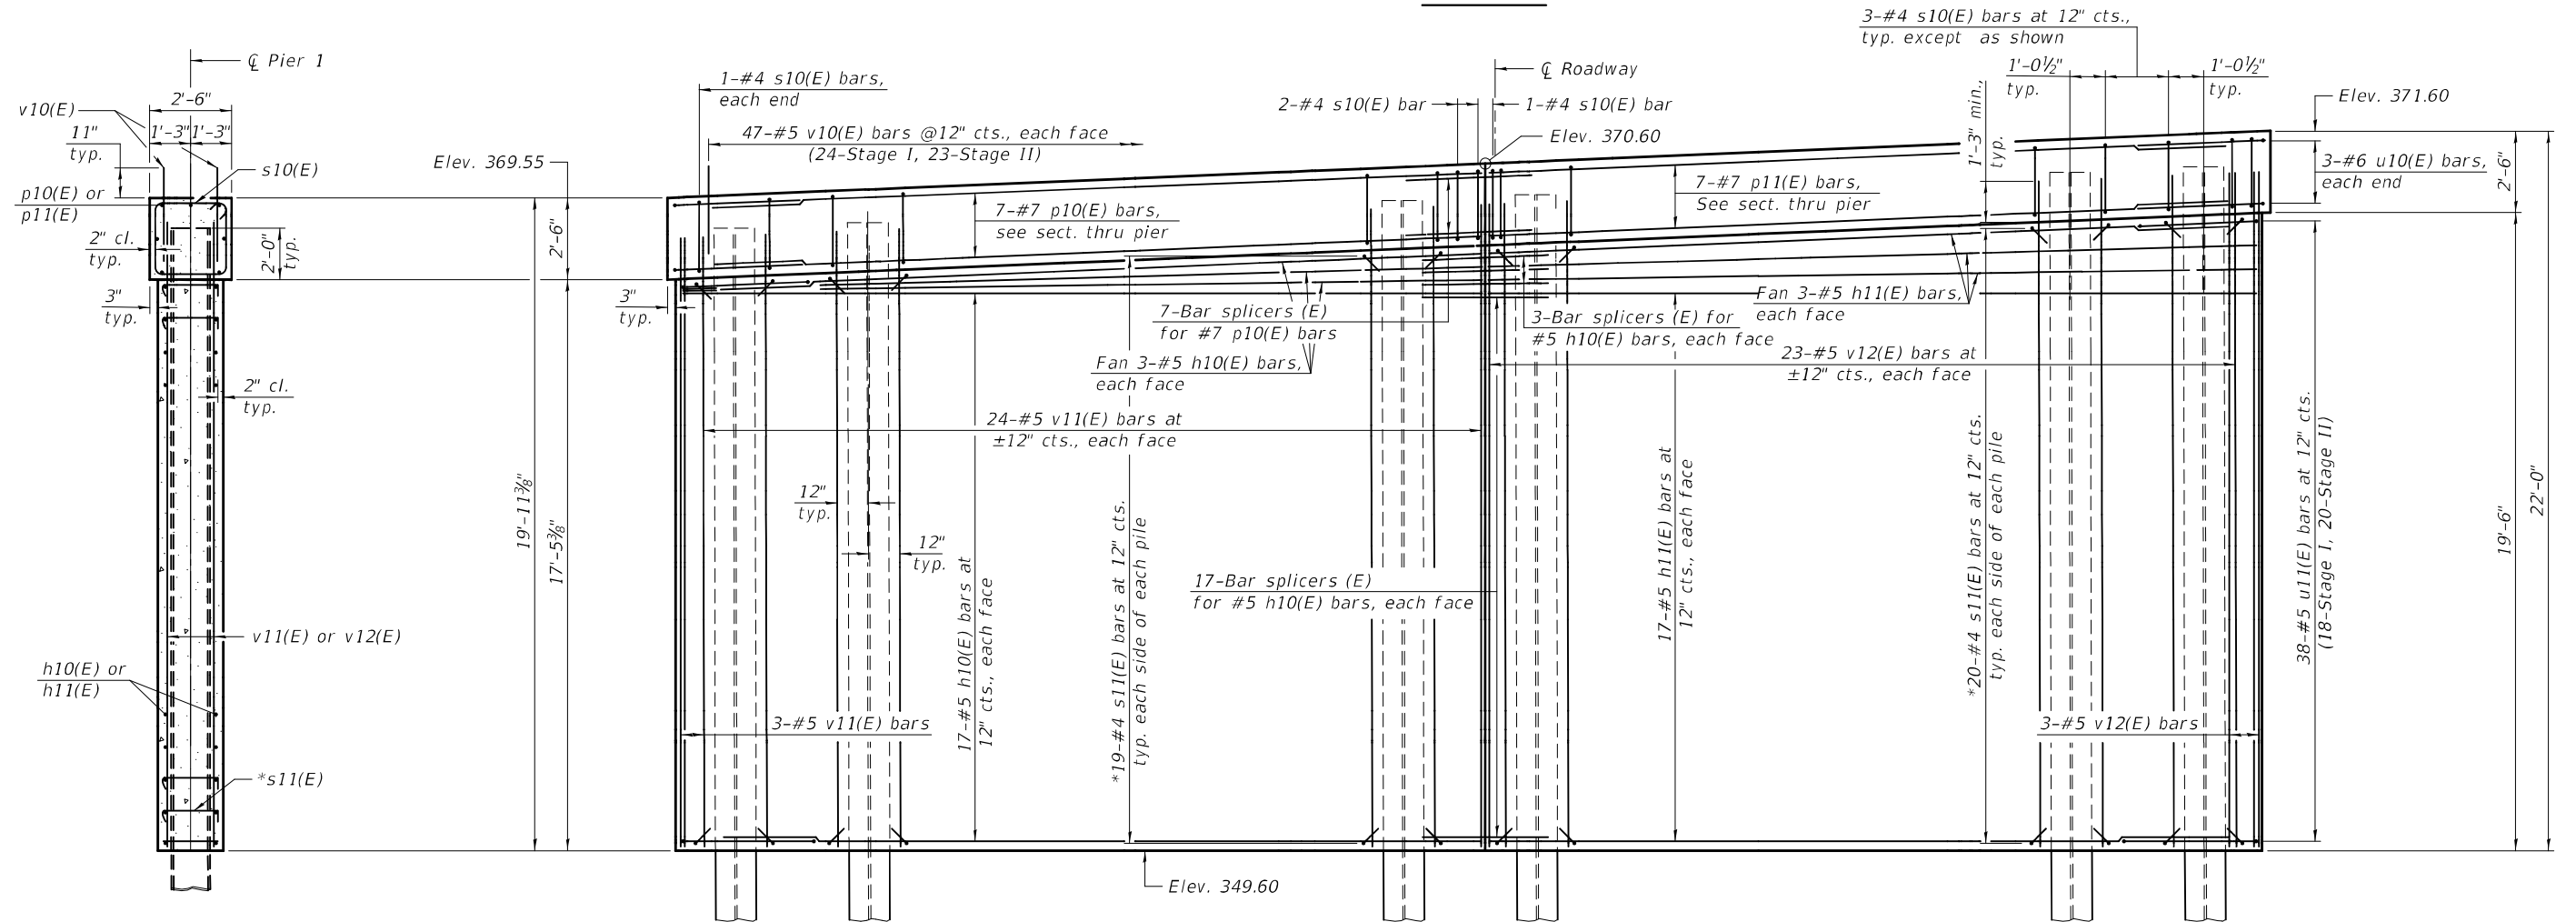 ℄ Pier 1
v10(E)
2'-6"
11"
typ.
1'-3"
1'-3"
s10(E)
p10(E) or
p11(E)
2" cl.
typ.
2'-0"
typ.
3"
typ.
2" cl.
typ.
v11(E) or v12(E)
h10(E) or
h11(E)
*s11(E)
19'-11⅜"
17'-5⅜"
2'-6"
Elev. 369.55
3"
typ.
1-#4 s10(E) bars,
each end
47-#5 v10(E) bars @12" cts., each face
(24-Stage I, 23-Stage II)
7-#7 p10(E) bars,
see sect. thru pier
2-#4 s10(E) bar
℄ Roadway
1-#4 s10(E) bar
Elev. 370.60
7-#7 p11(E) bars,
See sect. thru pier
3-#4 s10(E) bars at 12" cts.,
typ. except as shown
1'-0½"
typ.
1'-0½"
typ.
1'-3" min.,
typ.
Elev. 371.60
3-#6 u10(E) bars,
each end
2'-6"
7-Bar splicers (E)
for #7 p10(E) bars
Fan 3-#5 h10(E) bars,
each face
3-Bar splicers (E) for
#5 h10(E) bars, each face
Fan 3-#5 h11(E) bars,
each face
23-#5 v12(E) bars at
±12" cts., each face
24-#5 v11(E) bars at
±12" cts., each face
12"
typ.
12"
typ.
17-#5 h10(E) bars at
12" cts., each face
*19-#4 s11(E) bars at 12" cts.
typ. each side of each pile
17-Bar splicers (E)
for #5 h10(E) bars, each face
17-#5 h11(E) bars at
12" cts., each face
*20-#4 s11(E) bars at 12" cts.
typ. each side of each pile
38-#5 u11(E) bars at 12" cts.
(18-Stage I, 20-Stage II)
19'-6"
22'-0"
3-#5 v11(E) bars
3-#5 v12(E) bars
Elev. 349.60